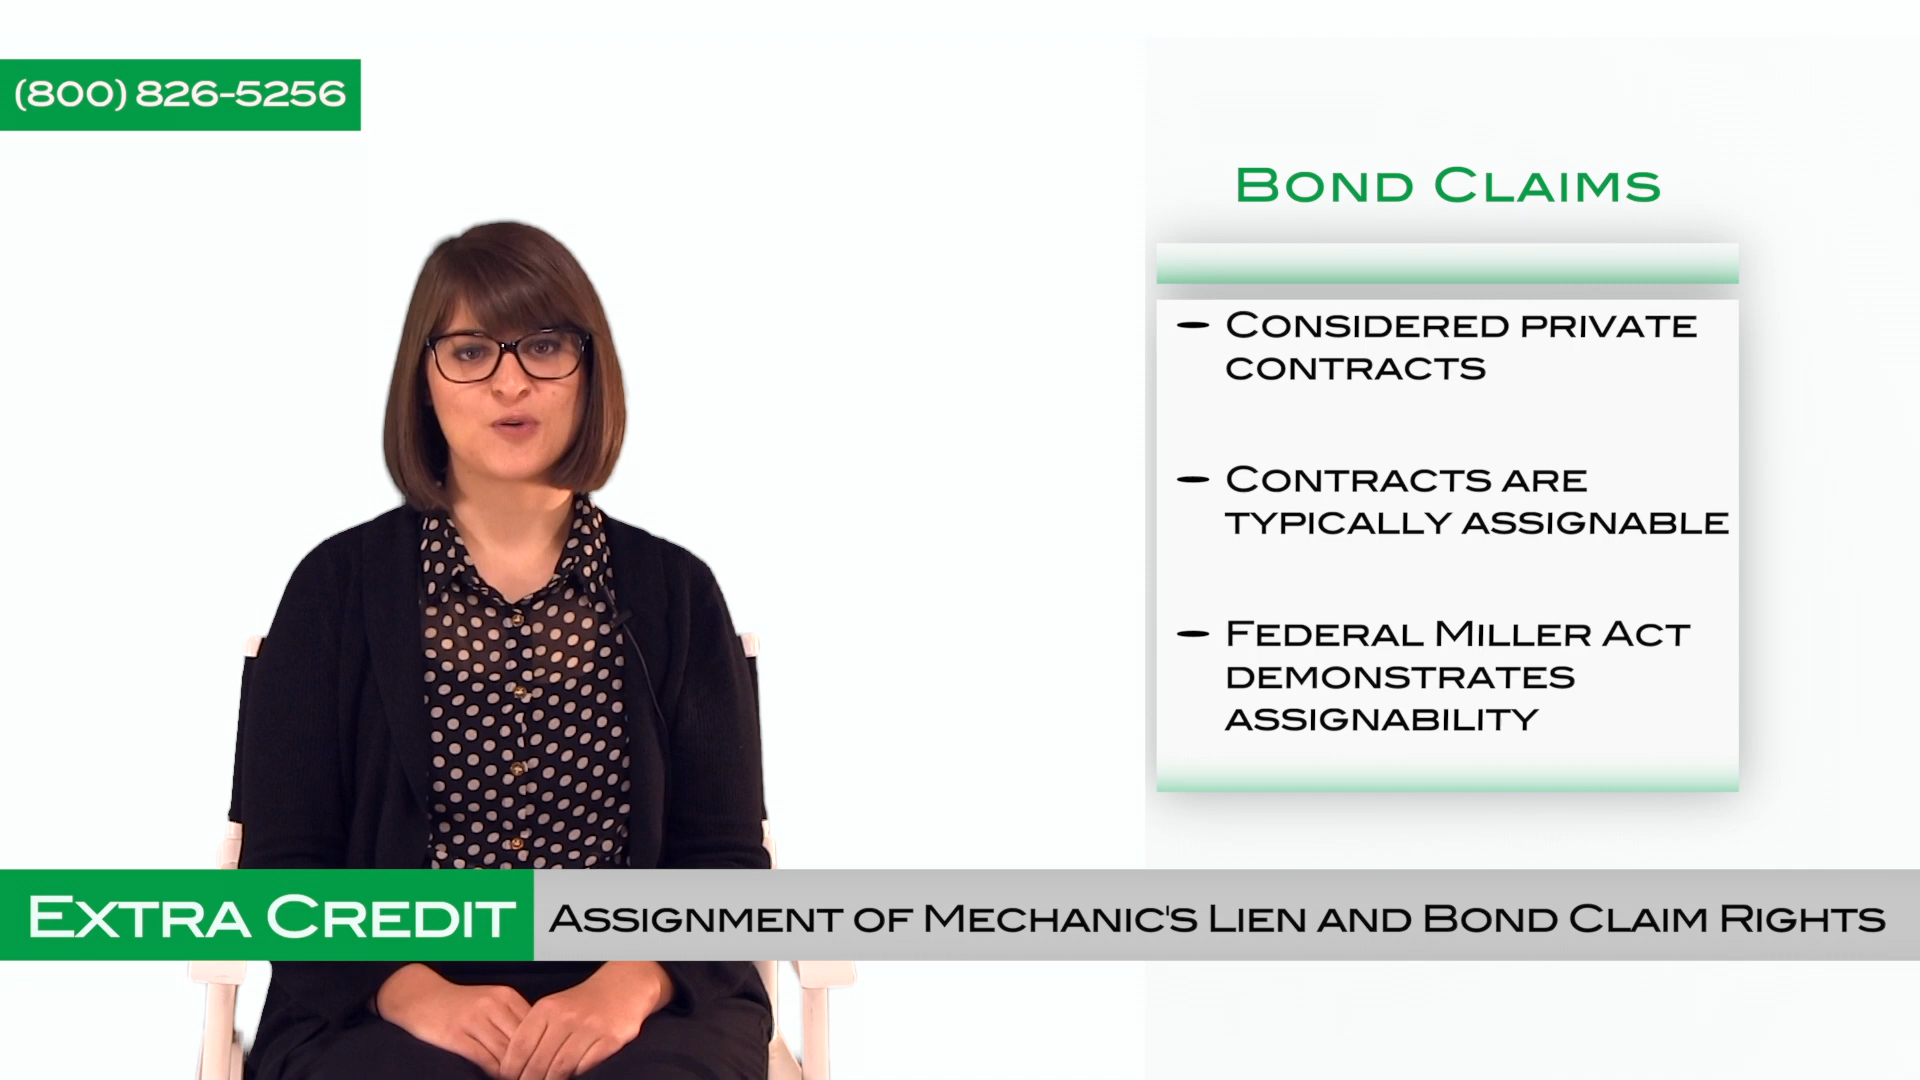 (800) 826-5256
Bond Claims
– Considered private
contracts
– Contracts are
typically assignable
– Federal Miller Act
demonstrates
assignability
Extra Credit
Assignment of Mechanic's Lien and Bond Claim Rights